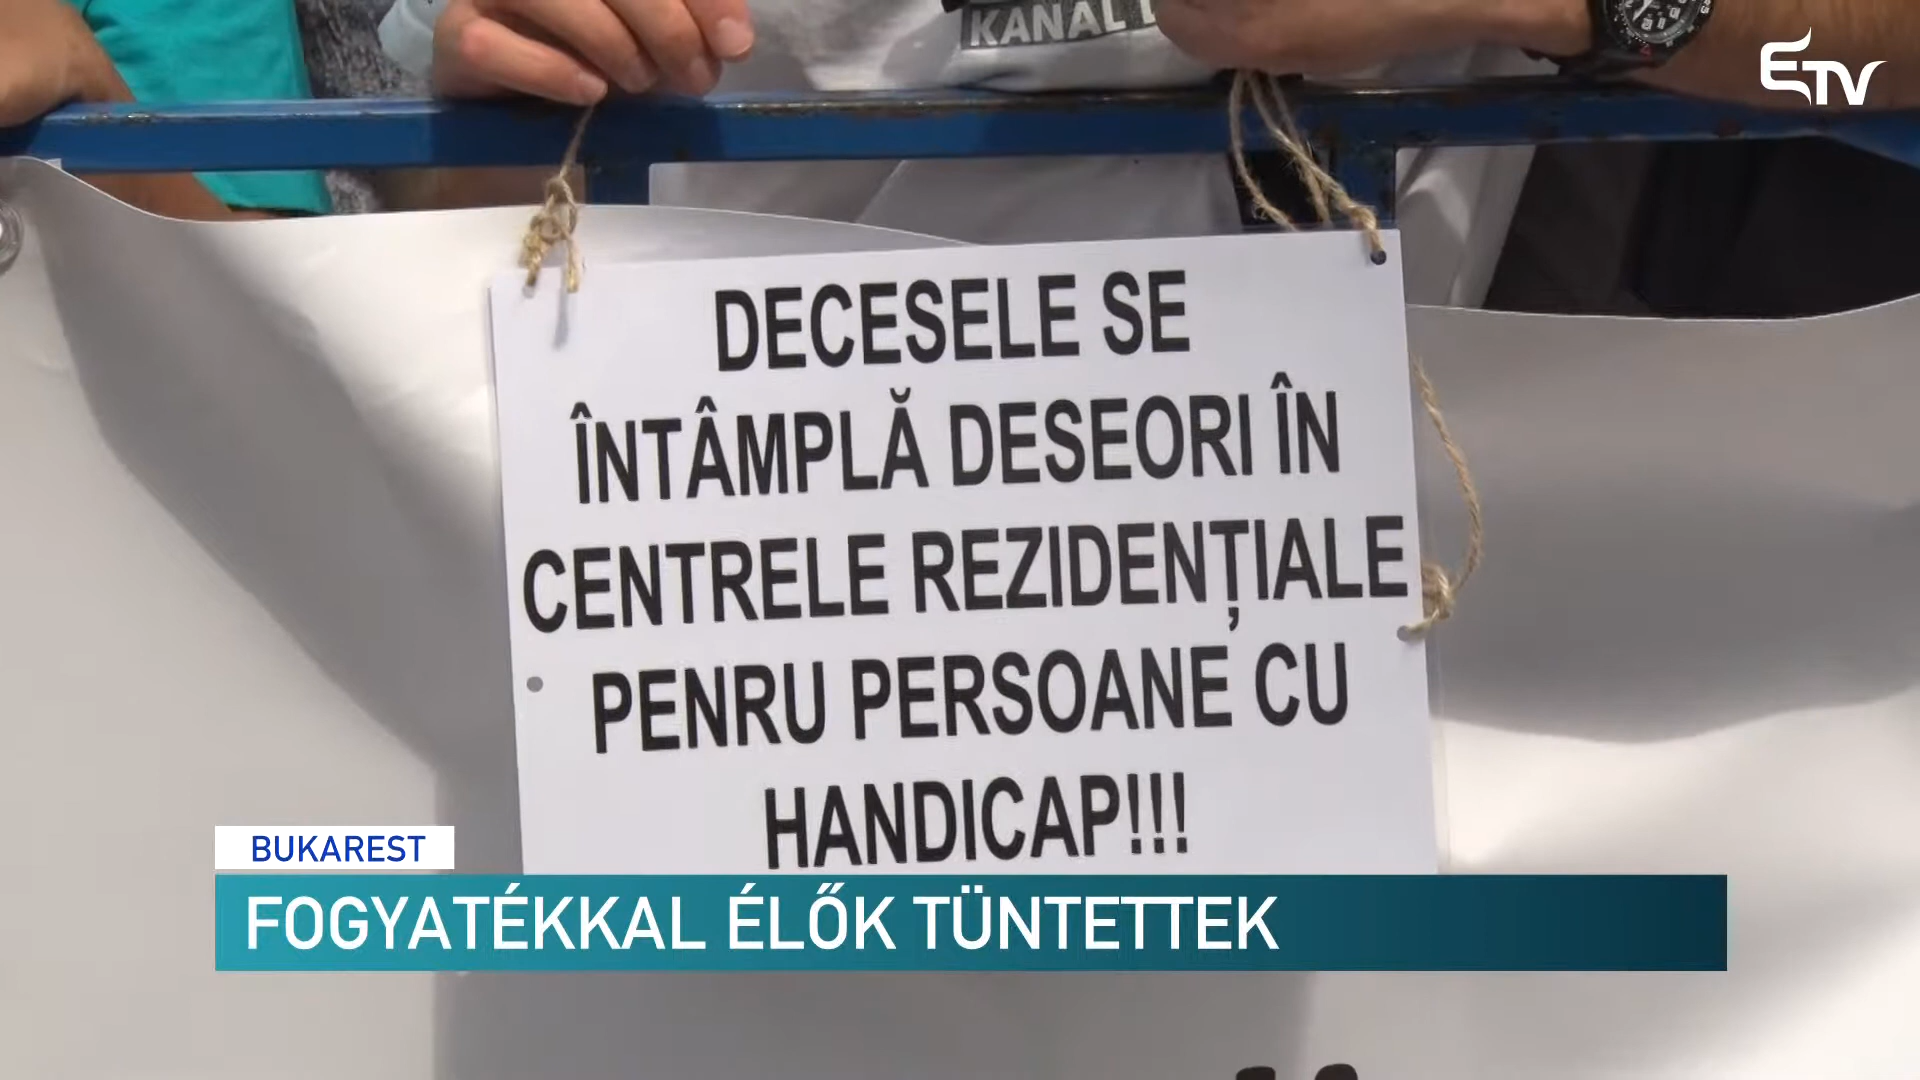 KANAL D
ETV
DECESELE SE
ÎNTÂMPLĂ DESEORI ÎN
CENTRELE REZIDENȚIALE
PENRU PERSOANE CU
HANDICAP!!!
BUKAREST
FOGYATÉKKAL ÉLŐK TÜNTETTEK